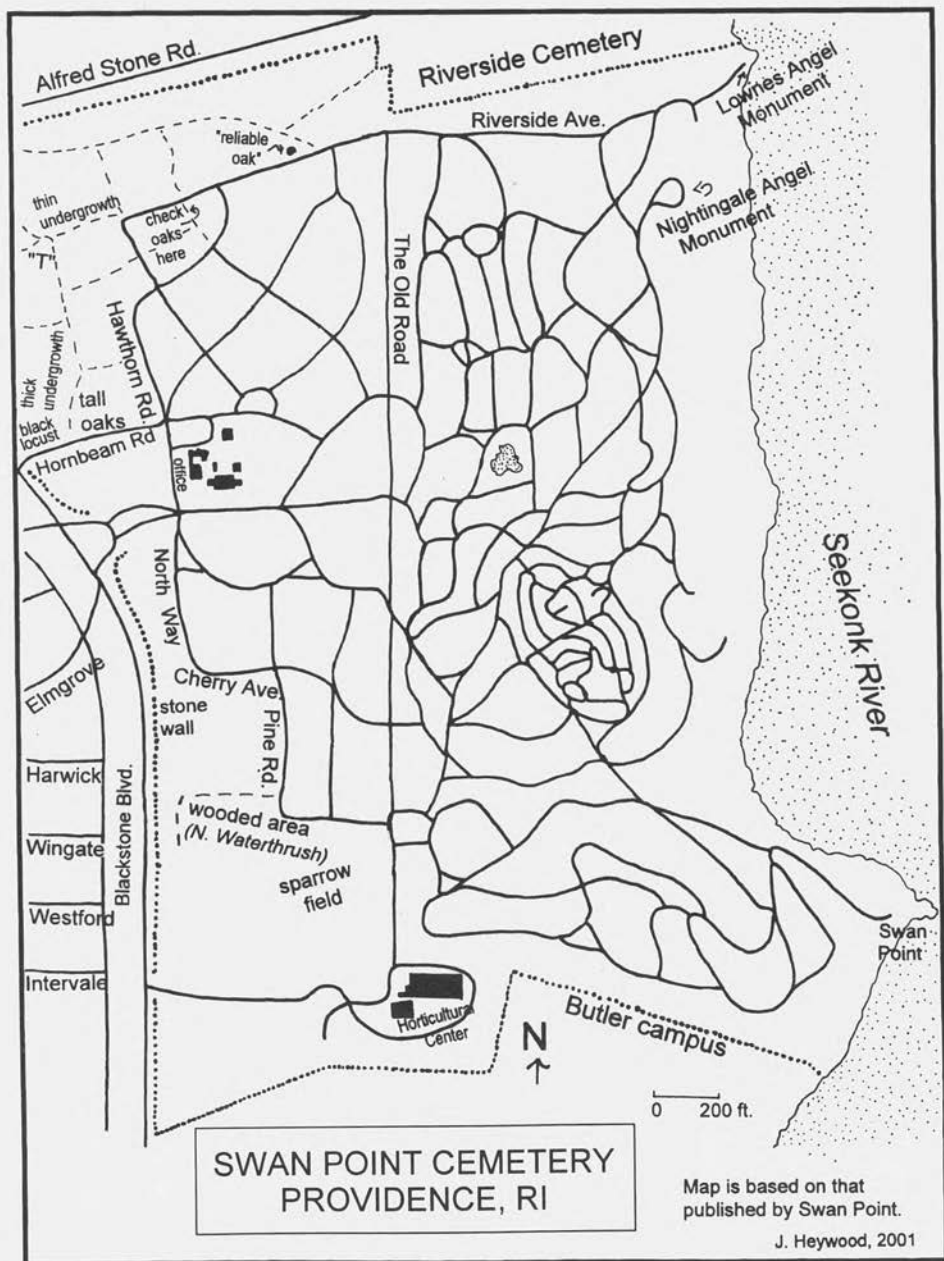 Alfred Stone Rd.
Riverside Cemetery
Lownes Angel
Monument
Riverside Ave.
"reliable
oak"
Nightingale Angel
Monument
thin
undergrowth
check
oaks
here
"T"
The Old Road
Hawthorn Rd.
thick
undergrowth
tall
oaks
black
locust
Hornbeam Rd
office
Seekonk River
North Way
Elmgrove
Cherry Ave.
stone
wall
Pine Rd.
Harwick
Blackstone Blvd.
wooded area
(N. Waterthrush)
Wingate
sparrow
field
Westford
Swan
Point
Intervale
Horticultural
Center
Butler campus
N
0 200 ft.
SWAN POINT CEMETERY
PROVIDENCE, RI
Map is based on that
published by Swan Point.
J. Heywood, 2001